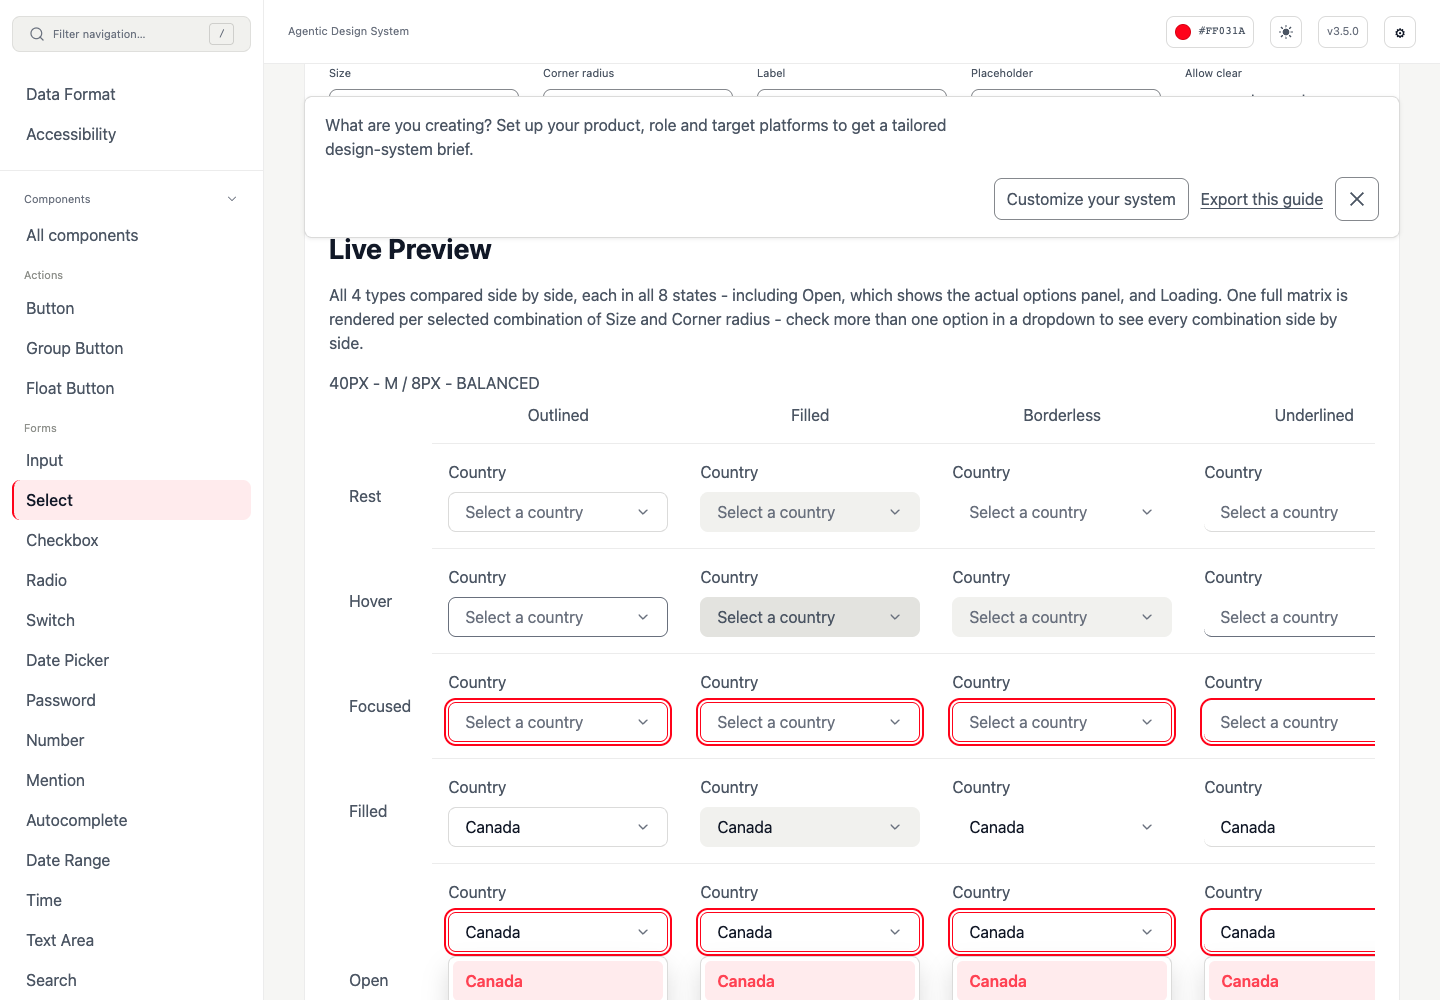 Filter navigation...
/
Agentic Design System
#FF031A
v3.5.0
Data Format
Accessibility
Components
All components
Actions
Button
Group Button
Float Button
Forms
Input
Select
Checkbox
Radio
Switch
Date Picker
Password
Number
Mention
Autocomplete
Date Range
Time
Text Area
Search
Size
Corner radius
Label
Placeholder
Allow clear
What are you creating? Set up your product, role and target platforms to get a tailored
design-system brief.
Customize your system
Export this guide
Live Preview
All 4 types compared side by side, each in all 8 states - including Open, which shows the actual options panel, and Loading. One full matrix is
rendered per selected combination of Size and Corner radius - check more than one option in a dropdown to see every combination side by
side.
40PX - M / 8PX - BALANCED
Outlined Filled Borderless Underlined
Country Country Country Country
Rest
Select a country Select a country Select a country Select a country
Country Country Country Country
Hover
Select a country Select a country Select a country Select a country
Country Country Country Country
Focused
Select a country Select a country Select a country Select a country
Country Country Country Country
Filled
Canada Canada Canada Canada
Country Country Country Country
Canada Canada Canada Canada
Open
Canada Canada Canada Canada